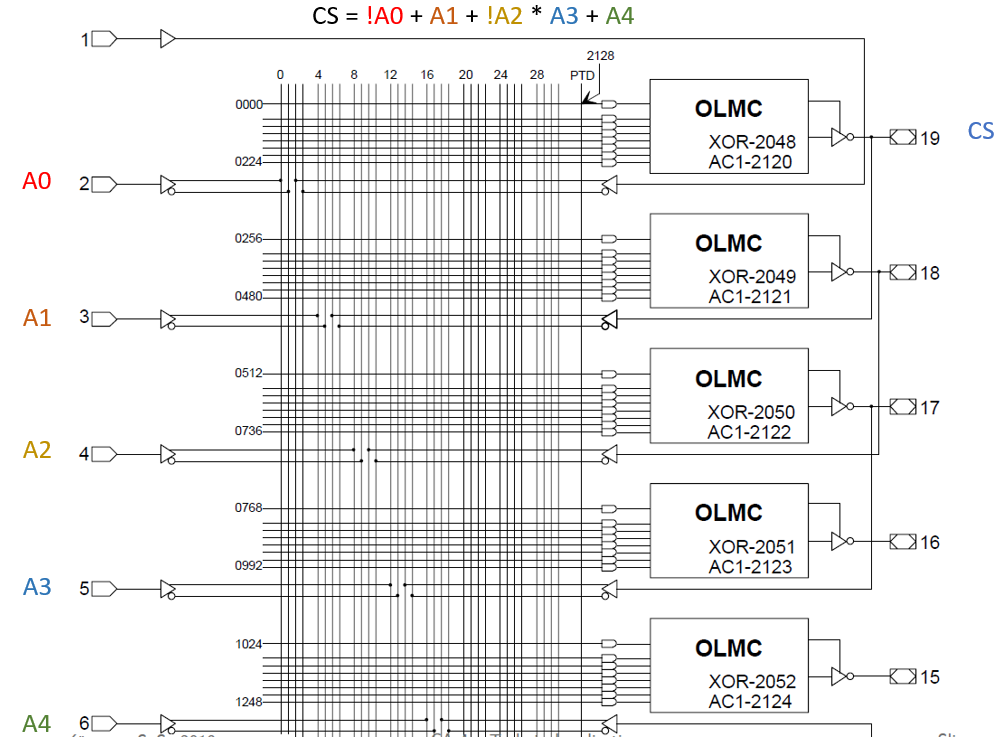 CS = !A0 + A1 + !A2 * A3 + A4
1
2128
0 4 8 12 16 20 24 28 PTD
0000
OLMC
XOR-2048
AC1-2120
19
CS
0224
A0
2
0256
OLMC
XOR-2049
AC1-2121
18
0480
A1
3
0512
OLMC
XOR-2050
AC1-2122
17
0736
A2
4
0768
OLMC
XOR-2051
AC1-2123
16
0992
A3
5
1024
OLMC
XOR-2052
AC1-2124
15
1248
A4
6